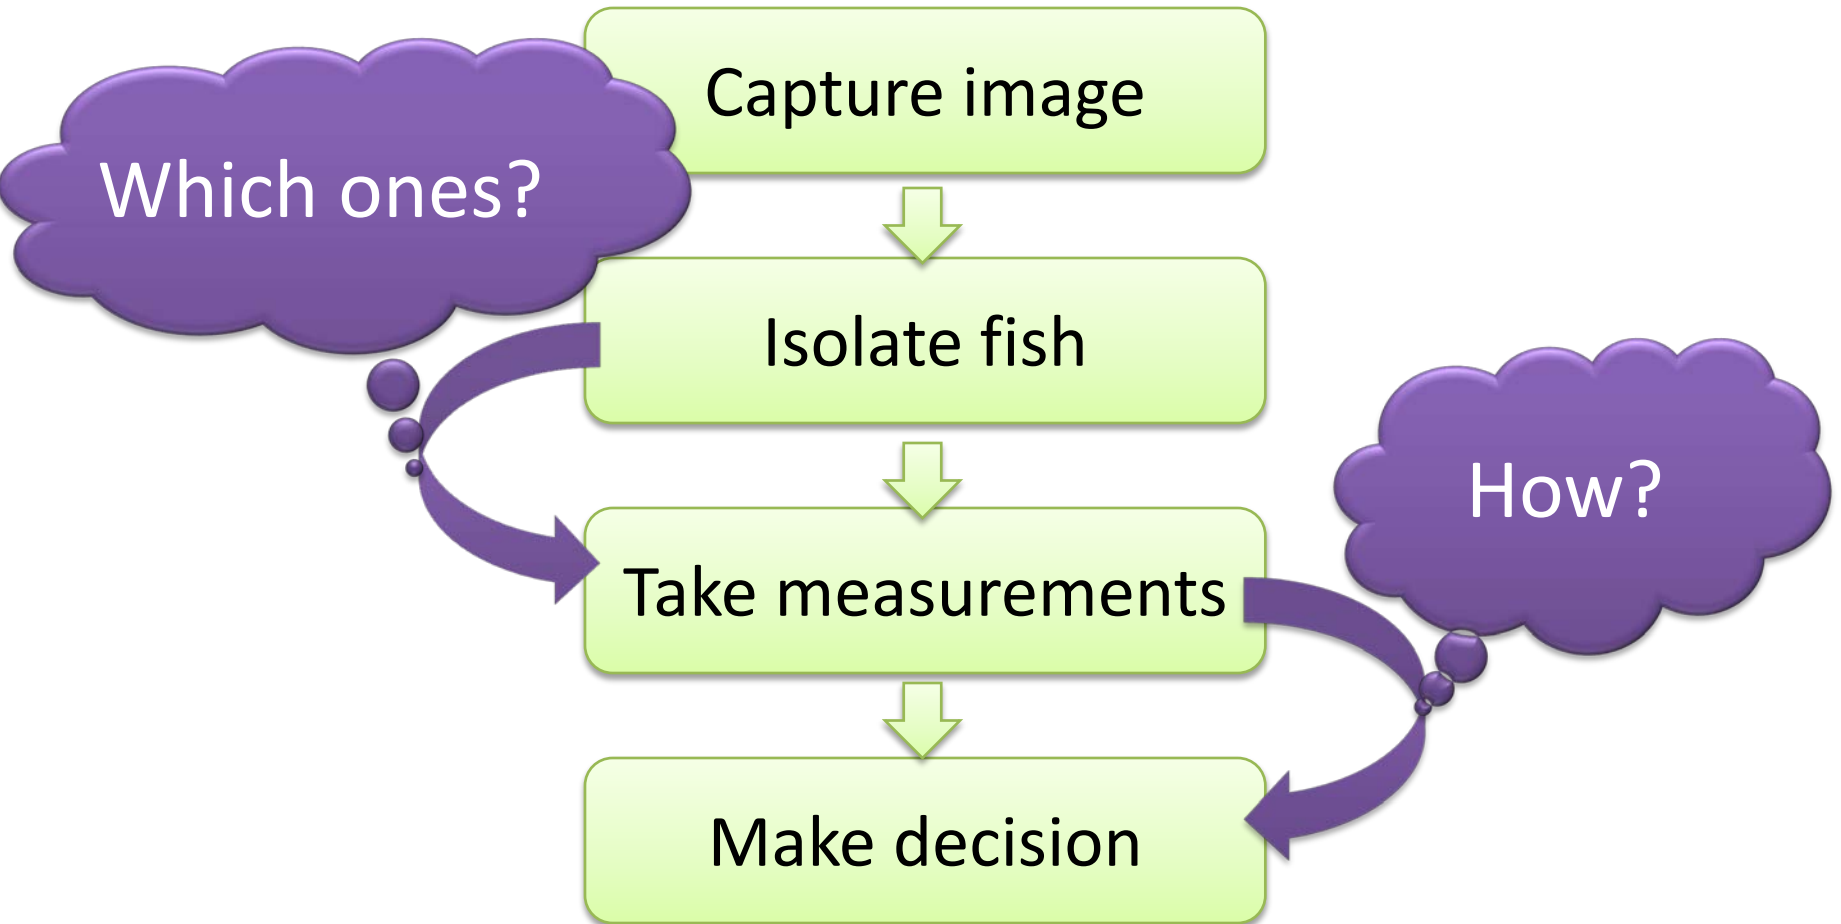 Capture image
Which ones?
Isolate fish
How?
Take measurements
Make decision